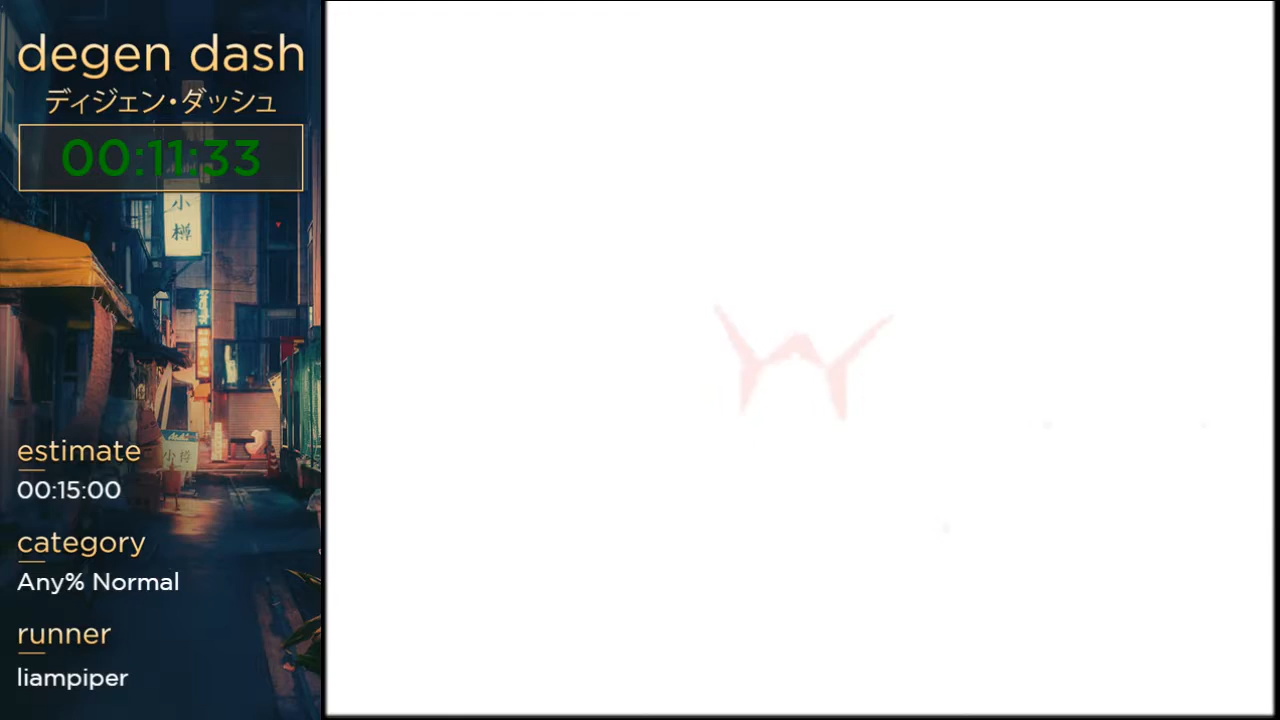 degen dash
ディジェン・ダッシュ
00:11:33
小
樽
estimate
00:15:00
category
Any% Normal
runner
liampiper